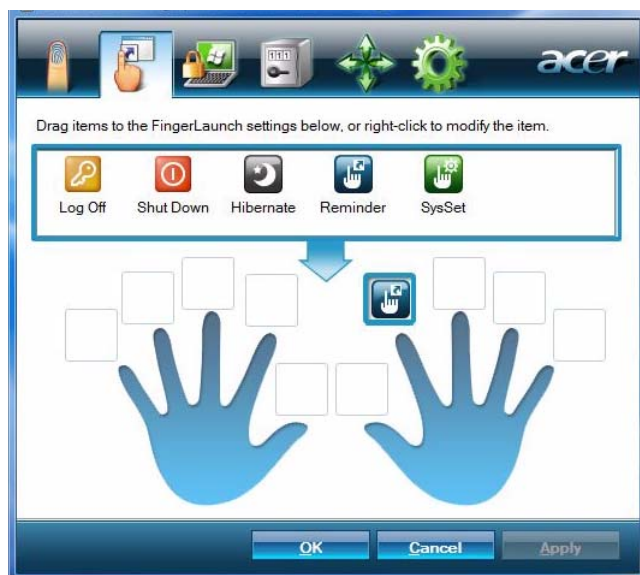 acer
Drag items to the FingerLaunch settings below, or right-click to modify the item.
Log Off Shut Down Hibernate Reminder SysSet
OK Cancel Apply